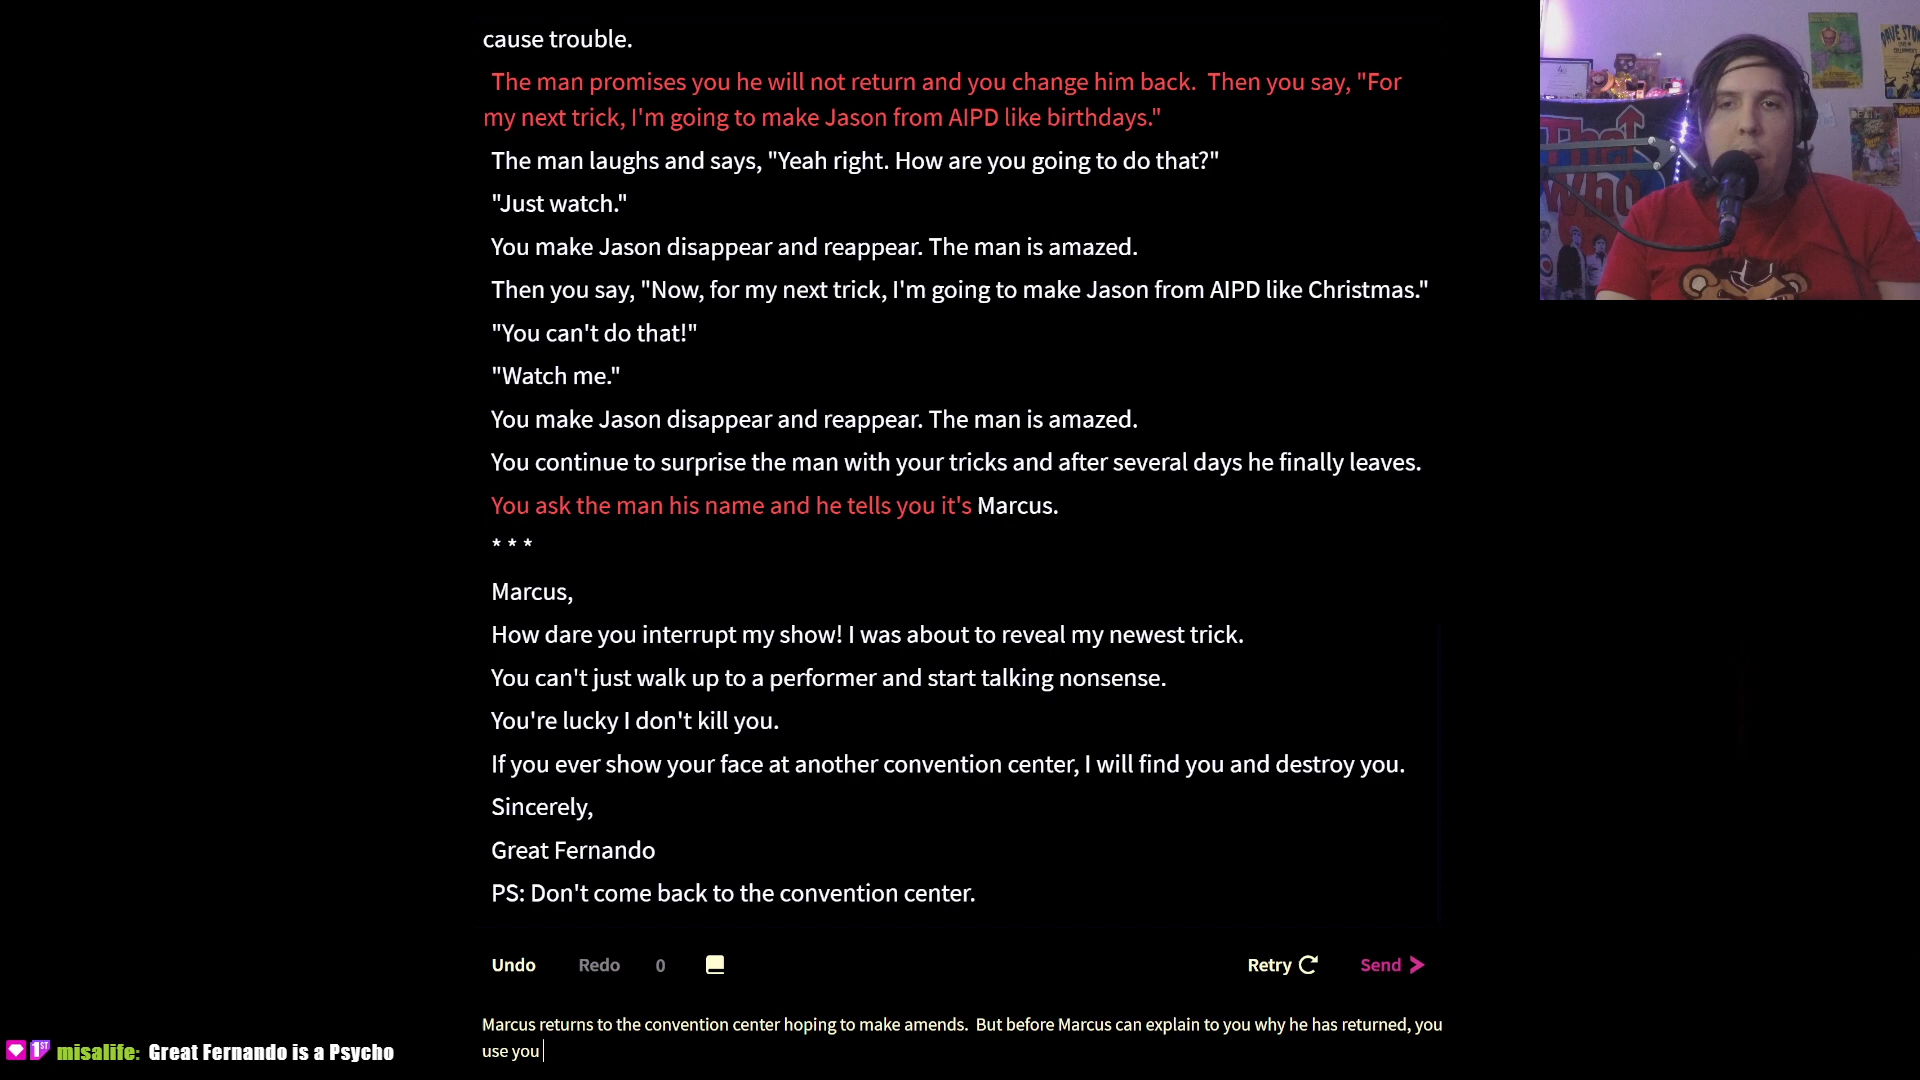 cause trouble.
The man promises you he will not return and you change him back.  Then you say, "For
my next trick, I'm going to make Jason from AIPD like birthdays."
The man laughs and says, "Yeah right. How are you going to do that?"
"Just watch."
You make Jason disappear and reappear. The man is amazed.
Then you say, "Now, for my next trick, I'm going to make Jason from AIPD like Christmas."
"You can't do that!"
"Watch me."
You make Jason disappear and reappear. The man is amazed.
You continue to surprise the man with your tricks and after several days he finally leaves.
You ask the man his name and he tells you it's Marcus.
* * *
Marcus,
How dare you interrupt my show! I was about to reveal my newest trick.
You can't just walk up to a performer and start talking nonsense.
You're lucky I don't kill you.
If you ever show your face at another convention center, I will find you and destroy you.
Sincerely,
Great Fernando
PS: Don't come back to the convention center.
Undo Redo 0 Retry Send
Marcus returns to the convention center hoping to make amends.  But before Marcus can explain to you why he has returned, you
use you
1ST misalife: Great Fernando is a Psycho
The
Who